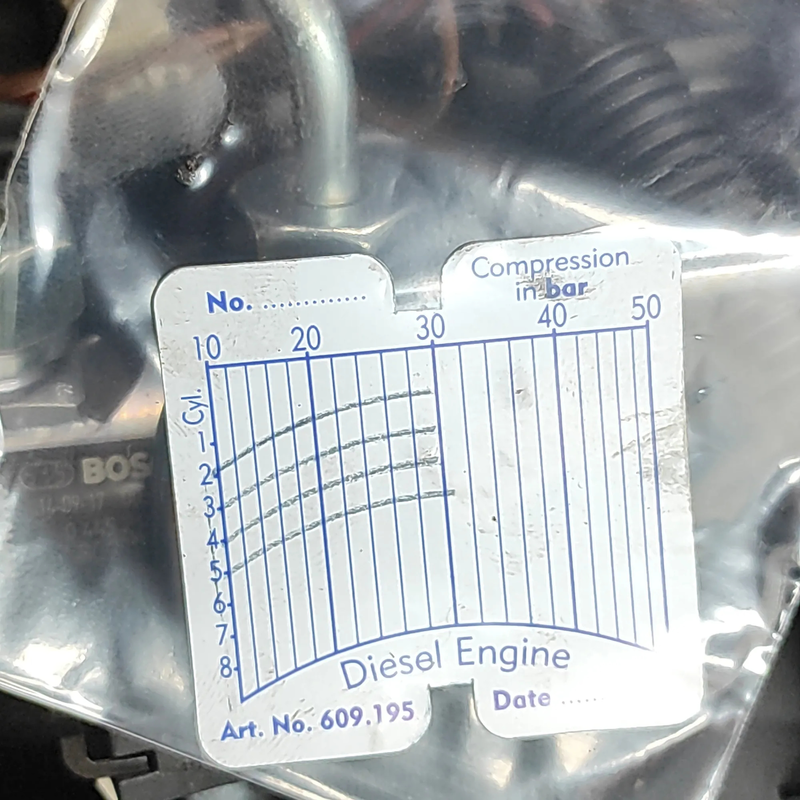 Compression
in bar
No. ..............
10 20 30 40 50
Cyl.
1
2
3
4
5
6
7
8
BOS
Diesel Engine
Art. No. 609.195
Date ......